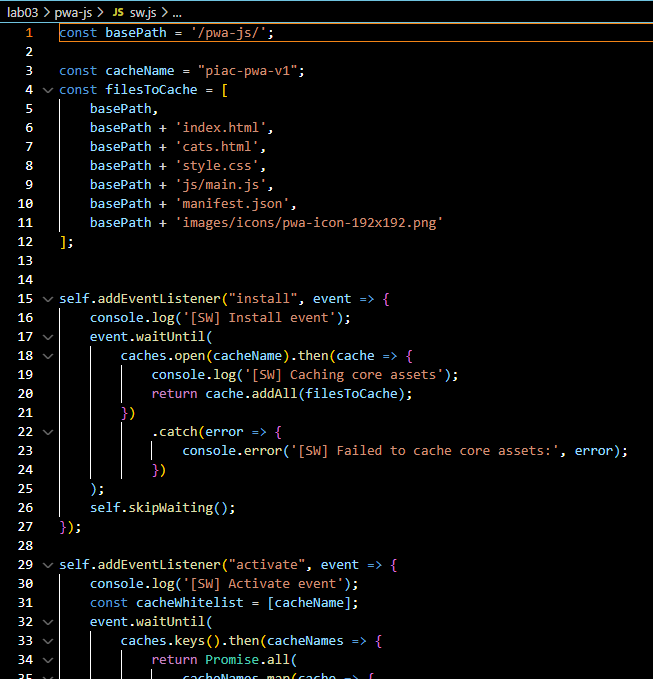 lab03 > pwa-js > JS sw.js > ...
1 const basePath = '/pwa-js/';
2
3 const cacheName = "piac-pwa-v1";
4 const filesToCache = [
5     basePath,
6     basePath + 'index.html',
7     basePath + 'cats.html',
8     basePath + 'style.css',
9     basePath + 'js/main.js',
10     basePath + 'manifest.json',
11     basePath + 'images/icons/pwa-icon-192x192.png'
12 ];
13
14
15 self.addEventListener("install", event => {
16     console.log('[SW] Install event');
17     event.waitUntil(
18         caches.open(cacheName).then(cache => {
19             console.log('[SW] Caching core assets');
20             return cache.addAll(filesToCache);
21         })
22             .catch(error => {
23                 console.error('[SW] Failed to cache core assets:', error);
24             })
25     );
26     self.skipWaiting();
27 });
28
29 self.addEventListener("activate", event => {
30     console.log('[SW] Activate event');
31     const cacheWhitelist = [cacheName];
32     event.waitUntil(
33         caches.keys().then(cacheNames => {
34             return Promise.all(
35                 cacheNames.map(cache => {